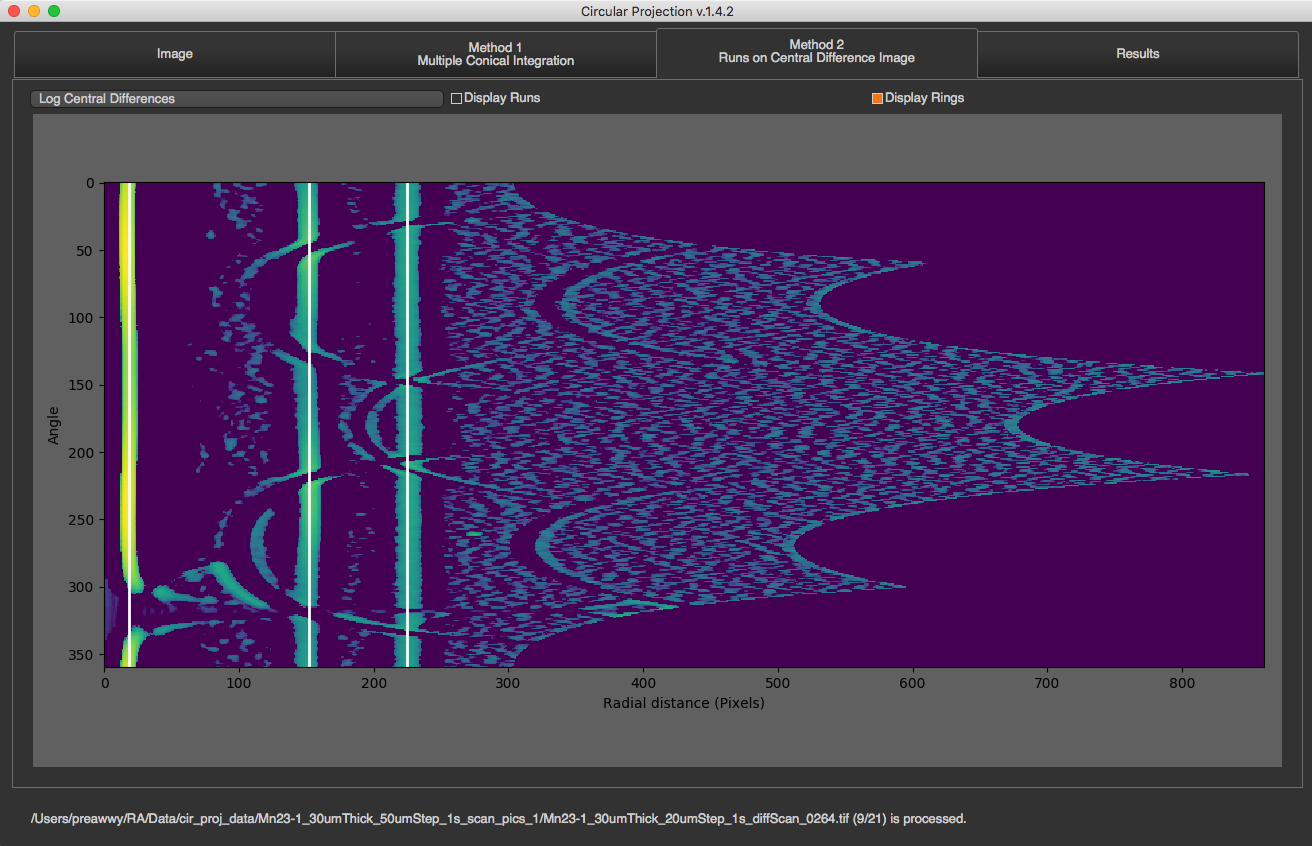 Circular Projection v.1.4.2
Image
Method 1
Multiple Conical Integration
Method 2
Runs on Central Difference Image
Results
Log Central Differences
Display Runs
Display Rings
0
50
100
150
200
250
300
350
Angle
0 100 200 300 400 500 600 700 800
Radial distance (Pixels)
/Users/preawwy/RA/Data/cir_proj_data/Mn23-1_30umThick_50umStep_1s_scan_pics_1/Mn23-1_30umThick_20umStep_1s_diffScan_0264.tif (9/21) is processed.